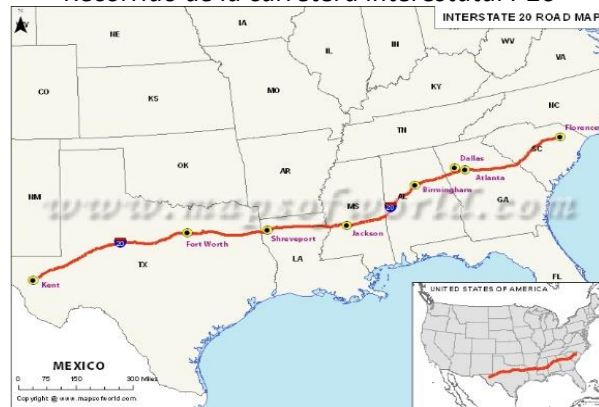 Recorrido de la carretera interestatal I-20
INTERSTATE 20 ROAD MAP
NE
IA
IL
IN
OH
WV
VA
CO
KS
MO
KY
NC
TN
OK
AR
NM
Florence
SC
Dallas
Atlanta
Birmingham
AL
MS
GA
20
www.mapsofworld.com
Jackson
Shreveport
Fort Worth
20
TX
LA
Kent
FL
UNITED STATES OF AMERICA
MEXICO
0 75 150 300 Miles
Copyright @ www.mapsofworld.com